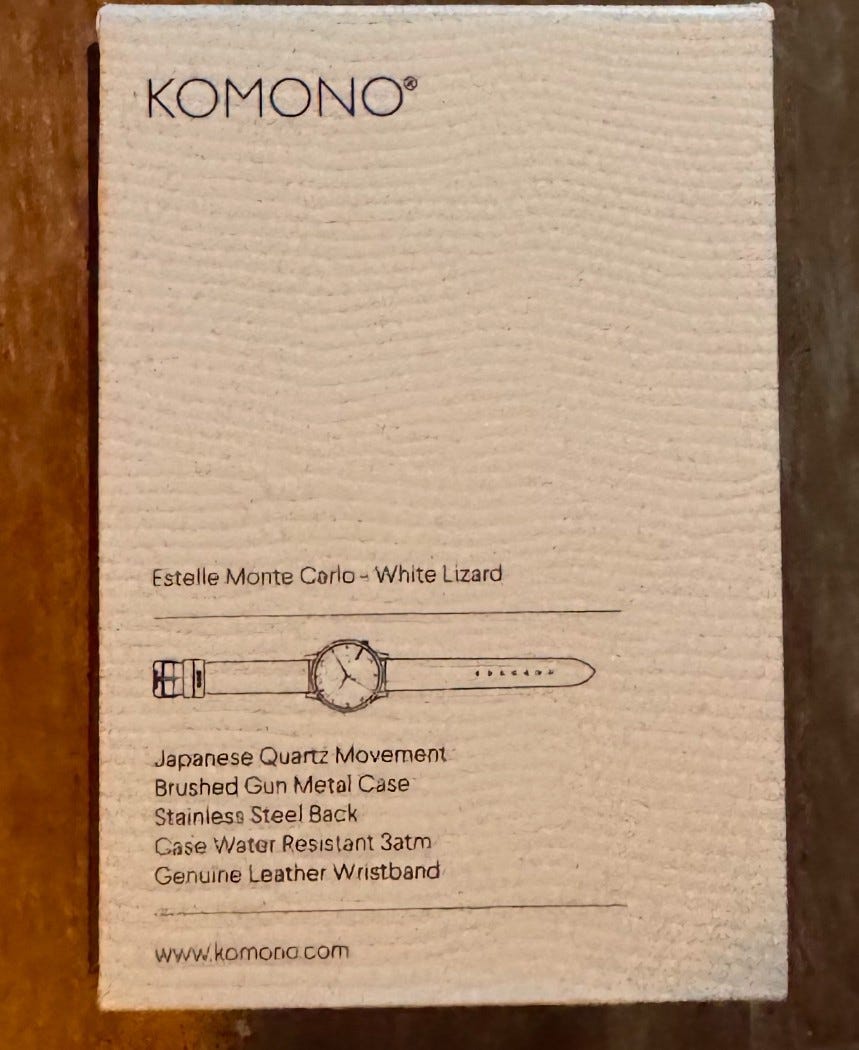 KOMONO®
Estelle Monte Carlo - White Lizard
Japanese Quartz Movement
Brushed Gun Metal Case
Stainless Steel Back
Case Water Resistant 3atm
Genuine Leather Wristband
www.komono.com